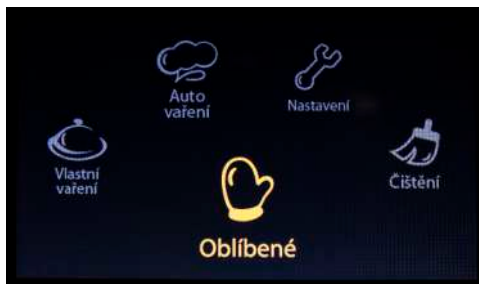 Auto
vaření
Nastavení
Vlastní
vaření
Čištění
Oblíbené